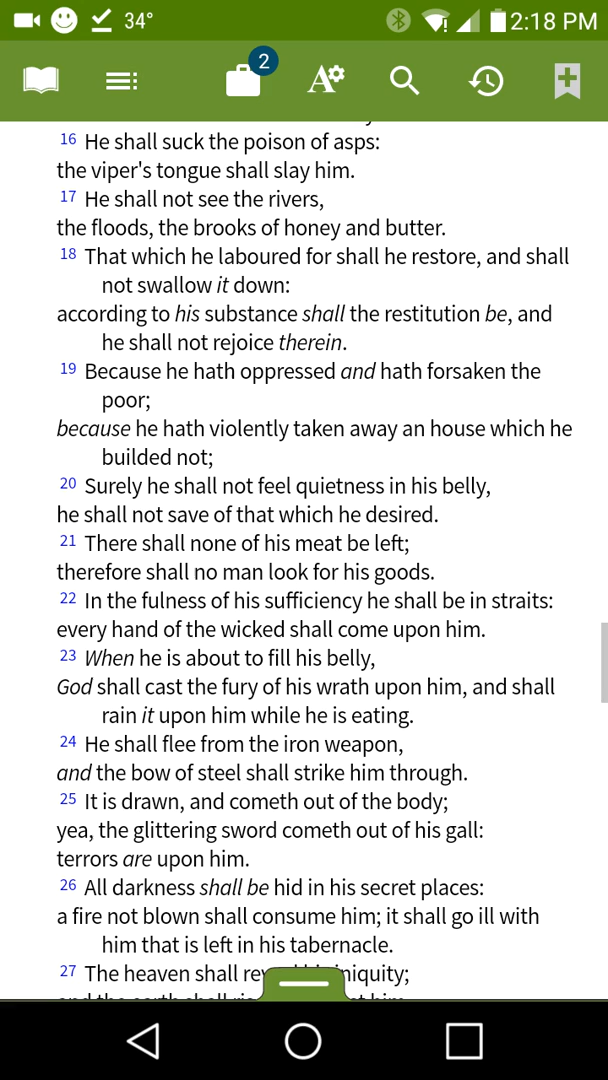 34°
2:18 PM
2
16 He shall suck the poison of asps:
the viper's tongue shall slay him.
17 He shall not see the rivers,
the floods, the brooks of honey and butter.
18 That which he laboured for shall he restore, and shall
not swallow it down:
according to his substance shall the restitution be, and
he shall not rejoice therein.
19 Because he hath oppressed and hath forsaken the
poor;
because he hath violently taken away an house which he
builded not;
20 Surely he shall not feel quietness in his belly,
he shall not save of that which he desired.
21 There shall none of his meat be left;
therefore shall no man look for his goods.
22 In the fulness of his sufficiency he shall be in straits:
every hand of the wicked shall come upon him.
23 When he is about to fill his belly,
God shall cast the fury of his wrath upon him, and shall
rain it upon him while he is eating.
24 He shall flee from the iron weapon,
and the bow of steel shall strike him through.
25 It is drawn, and cometh out of the body;
yea, the glittering sword cometh out of his gall:
terrors are upon him.
26 All darkness shall be hid in his secret places:
a fire not blown shall consume him; it shall go ill with
him that is left in his tabernacle.
27 The heaven shall iniquity;